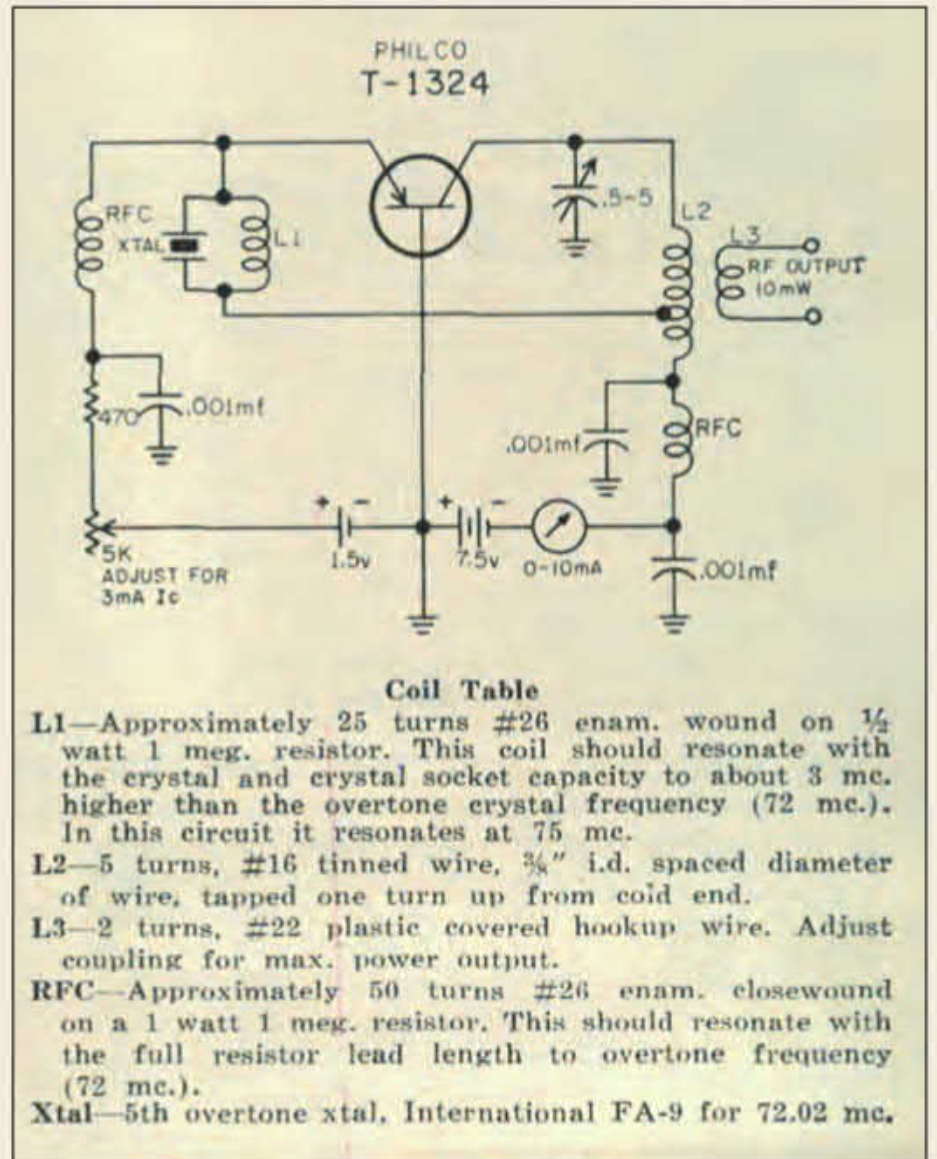 PHILCO
T-1324
.5-5
L2
RFC
XTAL
L1
L3
RF OUTPUT
10mW
470
.001mf
.001mf
RFC
+ -
+ -
1.5v
7.5v
0-10mA
.001mf
5K
ADJUST FOR
3mA Ic
Coil Table
L1—Approximately 25 turns #26 enam. wound on ½
watt 1 meg. resistor. This coil should resonate with
the crystal and crystal socket capacity to about 3 mc.
higher than the overtone crystal frequency (72 mc.).
In this circuit it resonates at 75 mc.
L2—5 turns, #16 tinned wire, ⅜" i.d. spaced diameter
of wire, tapped one turn up from cold end.
L3—2 turns, #22 plastic covered hookup wire. Adjust
coupling for max. power output.
RFC—Approximately 50 turns #26 enam. closewound
on a 1 watt 1 meg. resistor. This should resonate with
the full resistor lead length to overtone frequency
(72 mc.).
Xtal—5th overtone xtal, International FA-9 for 72.02 mc.